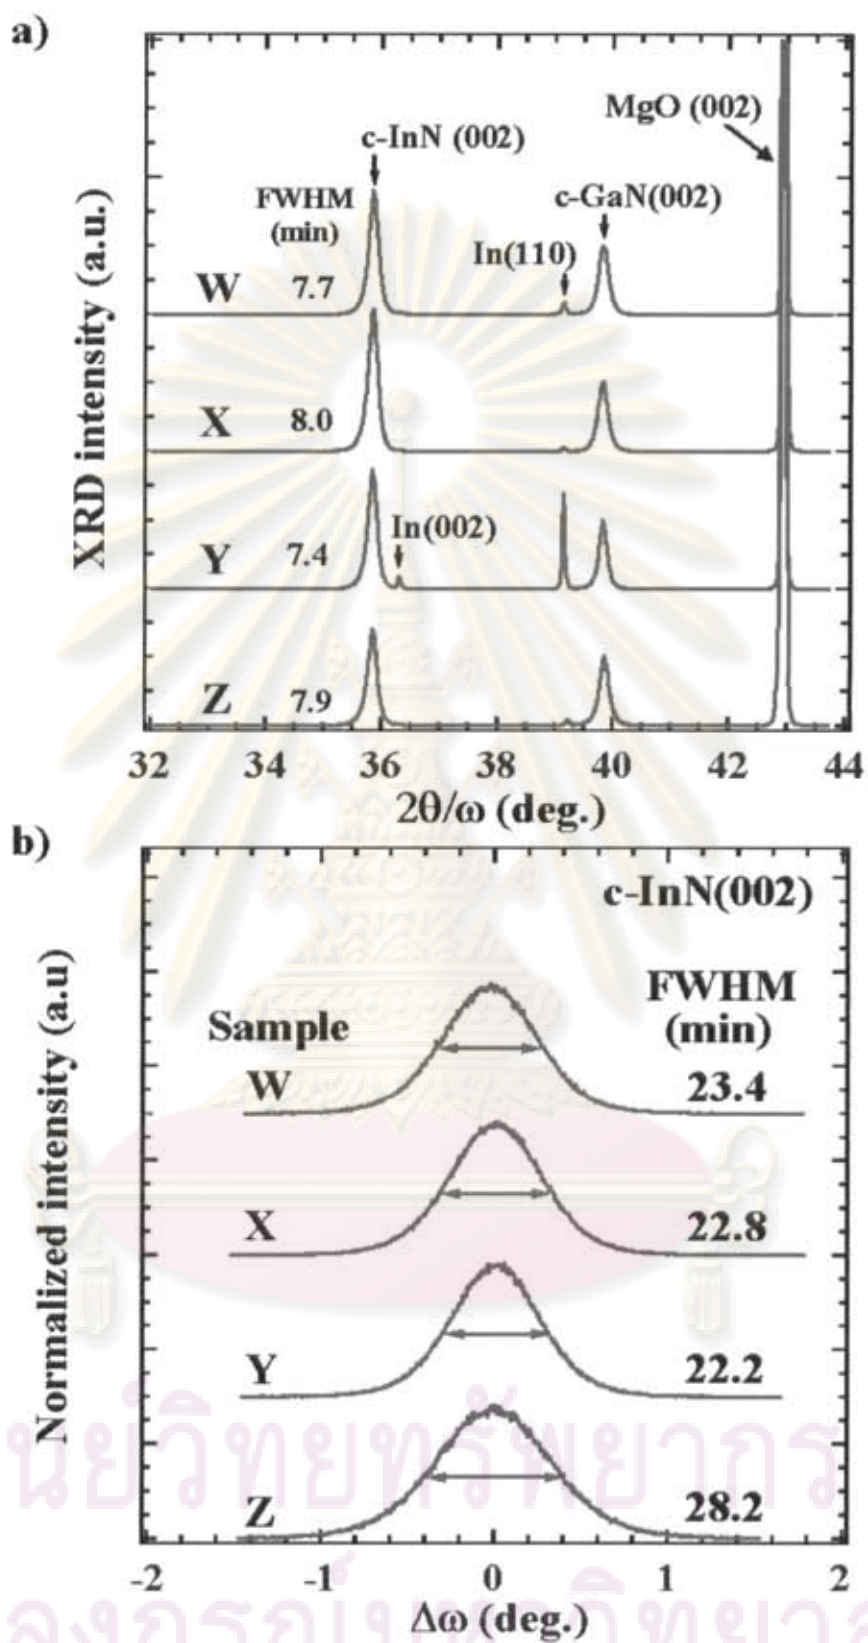 a)
MgO (002)
c-InN (002)
FWHM
(min)
c-GaN(002)
In(110)
W 7.7
X 8.0
In(002)
Y 7.4
Z 7.9
XRD intensity (a.u.)
32 34 36 38 40 42 44
2θ/ω (deg.)
b)
c-InN(002)
FWHM
(min)
Sample
W 23.4
X 22.8
Y 22.2
Z 28.2
Normalized intensity (a.u)
-2 -1 0 1 2
Δω (deg.)